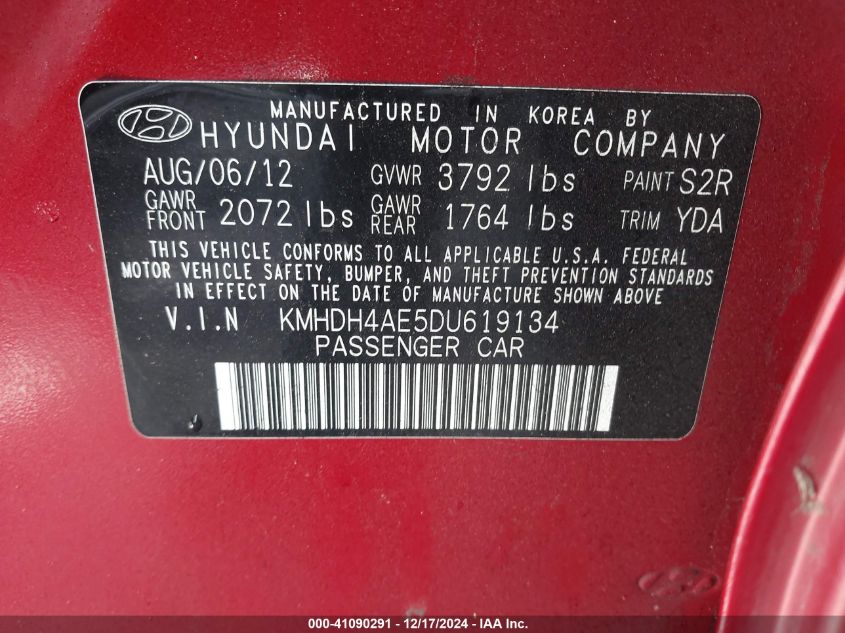 MANUFACTURED IN KOREA BY
HYUNDAI MOTOR COMPANY
AUG/06/12 GVWR 3792 lbs PAINT S2R
GAWR FRONT 2072 lbs GAWR REAR 1764 lbs TRIM YDA
THIS VEHICLE CONFORMS TO ALL APPLICABLE U.S.A. FEDERAL
MOTOR VEHICLE SAFETY, BUMPER, AND THEFT PREVENTION STANDARDS
IN EFFECT ON THE DATE OF MANUFACTURE SHOWN ABOVE
V.I.N KMHDH4AE5DU619134
PASSENGER CAR
000-41090291 - 12/17/2024 - IAA Inc.